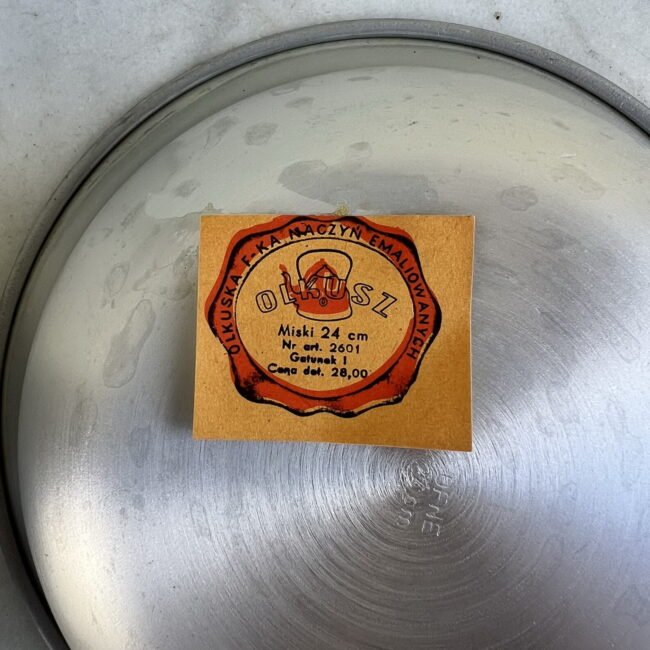 OLKUSKA F-KA NACZYŃ EMALIOWANYCH
OLKUSZ
Miski 24 cm
Nr art. 2601
Gatunek I
Cena det. 28,00